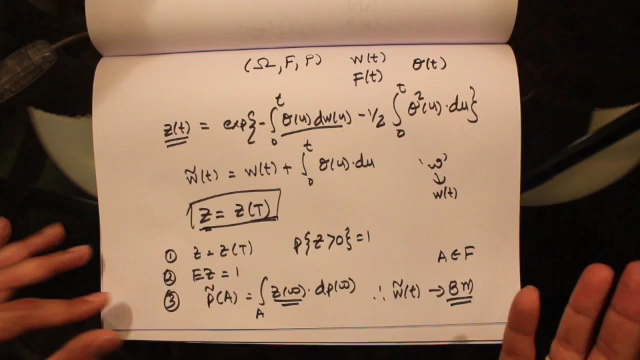 (Ω, F, P) W(t) θ(t)
F(t)
Z(t) = exp{-∫₀ᵗ θ(u) dW(u) - 1/2 ∫₀ᵗ θ²(u)·du}
W̃(t) = W(t) + ∫₀ᵗ θ(u)·du
'ω'
↓
W(t)
Z = Z(T)
① Z = Z(T) P{Z>0} = 1
② EZ = 1 A ∈ F
③ P̃(A) = ∫_A Z(ω)·dP(ω) ∴ W̃(t) → BM